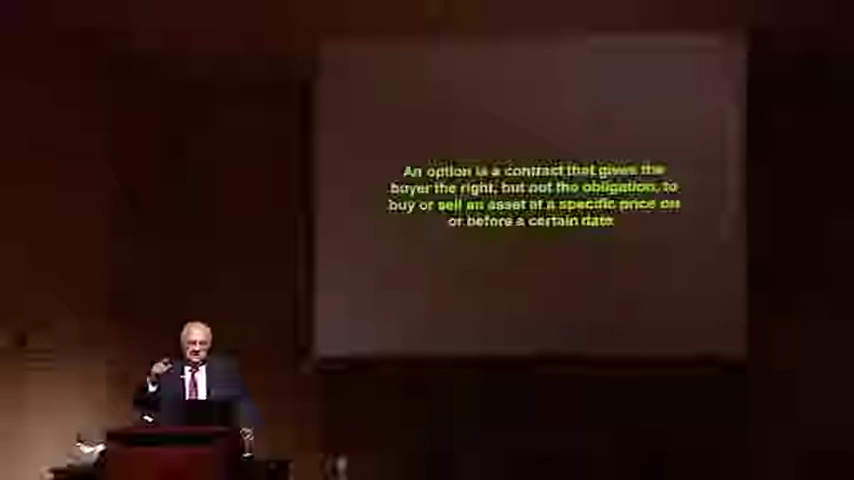 An option is a contract that gives the
buyer the right, but not the obligation, to
buy or sell an asset at a specific price on
or before a certain date